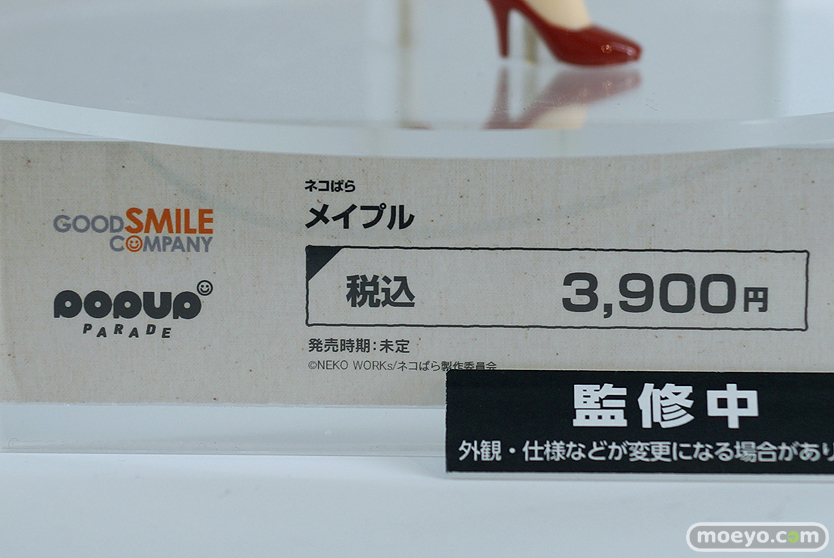 GOOD SMILE
COMPANY
POPUP
PARADE
ネコぱら
メイプル
税込 3,900円
発売時期：未定
©NEKO WORKs/ネコぱら製作委員会
監修中
外観・仕様などが変更になる場合があり
moeyo.com